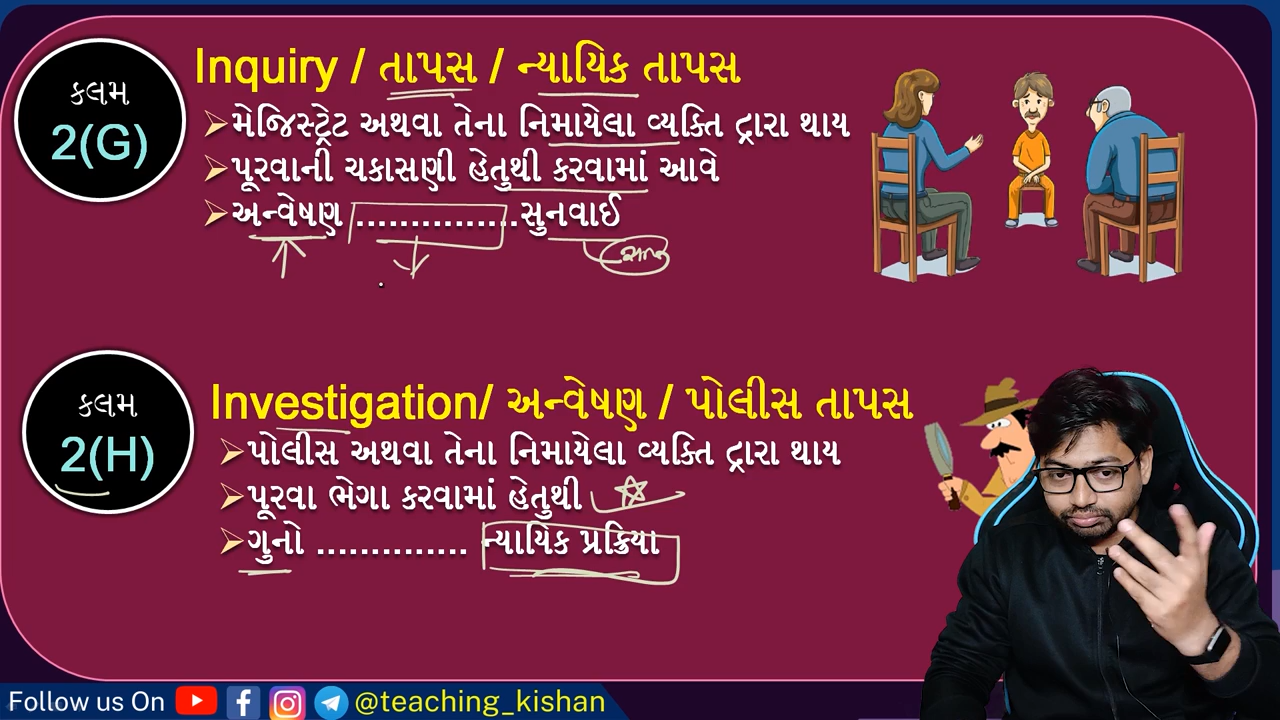 કલમ
2(G)
Inquiry / તાપસ / ન્યાયિક તાપસ
➢મેજિસ્ટ્રેટ અથવા તેના નિમાયેલા વ્યક્તિ દ્રારા થાય
➢પૂરવાની ચકાસણી હેતુથી કરવામાં આવે
➢અન્વેષણ ...............સુનવાઈ
કલમ
2(H)
Investigation/ અન્વેષણ / પોલીસ તાપસ
➢પોલીસ અથવા તેના નિમાયેલા વ્યક્તિ દ્રારા થાય
➢પૂરવા ભેગા કરવામાં હેતુથી
➢ગુનો .............. ન્યાયિક પ્રક્રિયા
Follow us On @teaching_kishan